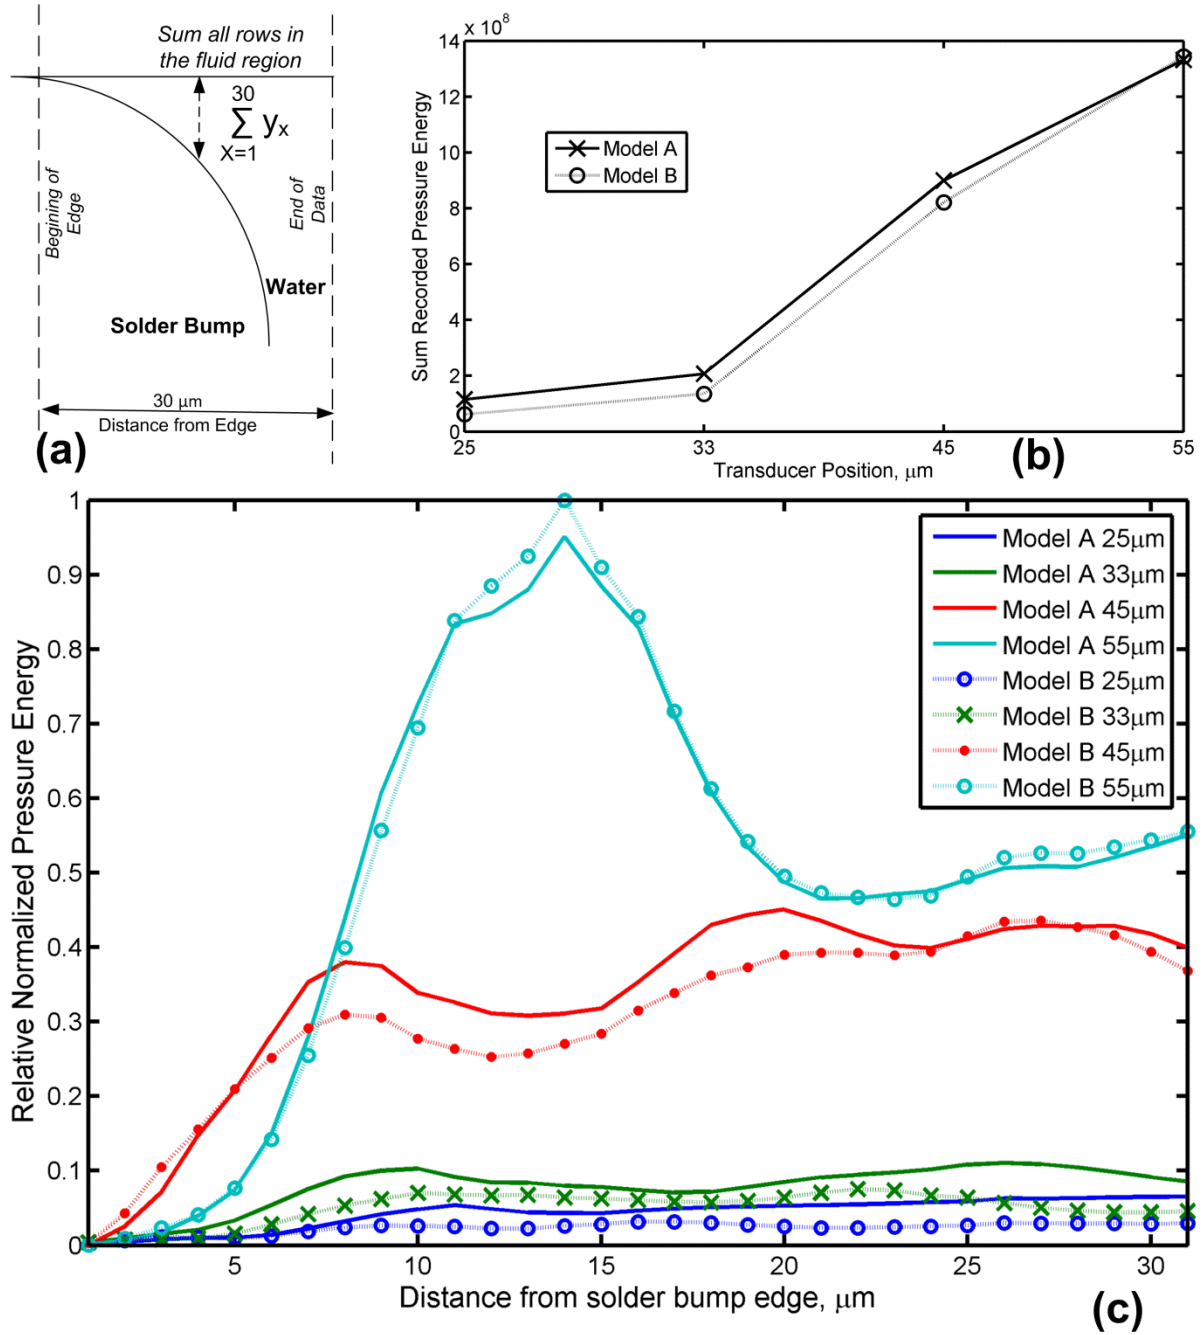 Sum all rows in
the fluid region
30
∑ yx
X=1
Begining of
Edge
End of
Data
Water
Solder Bump
30 µm
Distance from Edge
(a)
x 10⁸
14
12
10
8
6
4
2
0
Sum Recorded Pressure Energy
Model A
Model B
25
33
45
55
Transducer Position, µm
(b)
1
0.9
0.8
0.7
0.6
0.5
0.4
0.3
0.2
0.1
0
Relative Normalized Pressure Energy
Model A 25µm
Model A 33µm
Model A 45µm
Model A 55µm
Model B 25µm
Model B 33µm
Model B 45µm
Model B 55µm
5
10
15
20
25
30
Distance from solder bump edge, µm
(c)